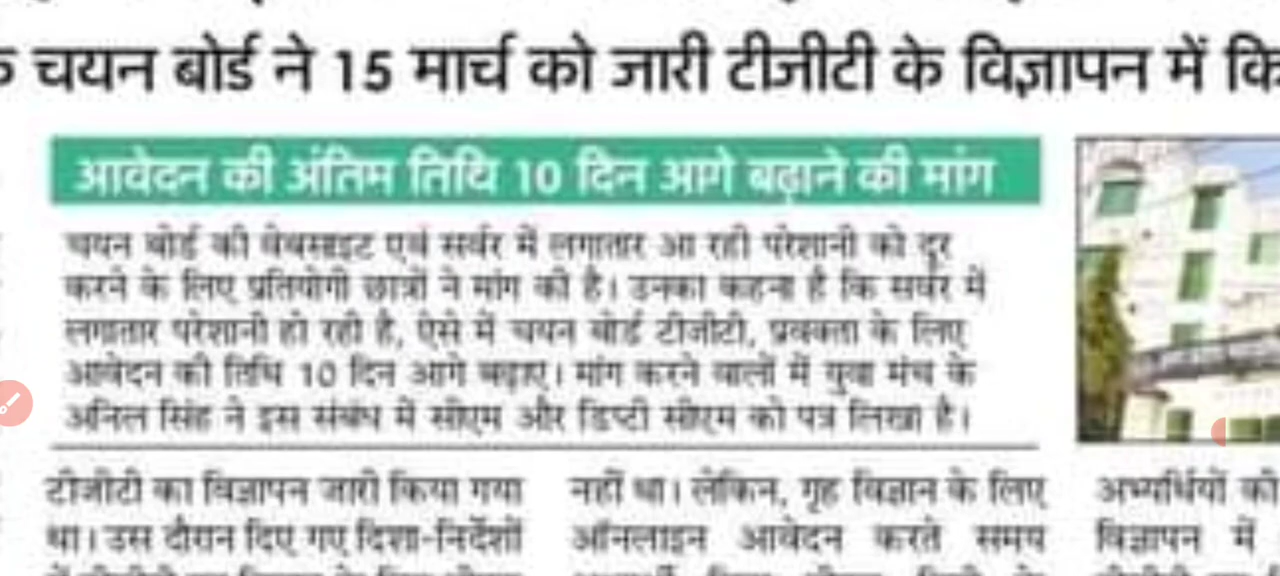 चयन बोर्ड ने 15 मार्च को जारी टीजीटी के विज्ञापन में
आवेदन की अंतिम तिथि 10 दिन आगे बढ़ाने की मांग
चयन बोर्ड की वेबसाइट एवं सर्वर में लगातार आ रही परेशानी को दूर
करने के लिए प्रतियोगी छात्रों ने मांग की है। उनका कहना है कि सर्वर में
लगातार परेशानी हो रही है, ऐसे में चयन बोर्ड टीजीटी, प्रवक्ता के लिए
आवेदन की तिथि 10 दिन आगे बढ़ाए। मांग करने वालों में युवा मंच के
अनिल सिंह ने इस संबंध में सीएम और डिप्टी सीएम को पत्र लिखा है।
टीजीटी का विज्ञापन जारी किया गया
था। उस दौरान दिए गए दिशा-निर्देशों
नहीं था। लेकिन, गृह विज्ञान के लिए
ऑनलाइन आवेदन करते समय
अभ्यर्थियों की
विज्ञापन में